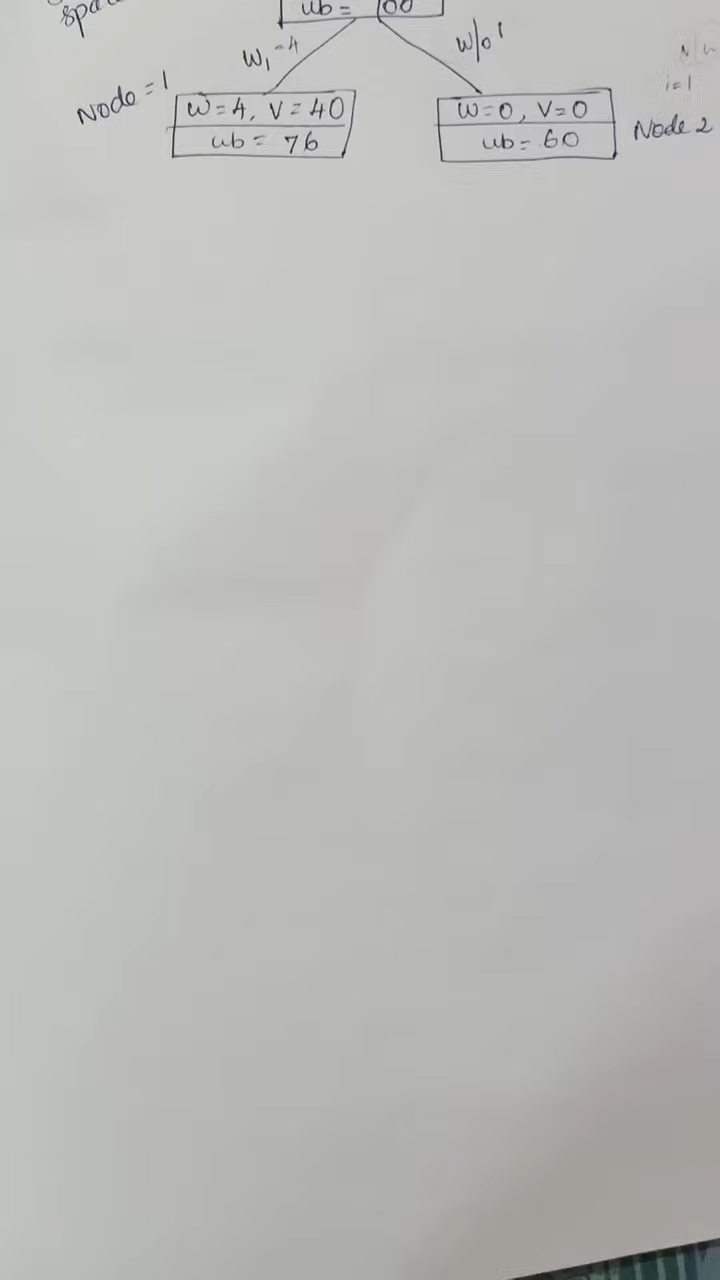 ub = 100
W₁=4
w/o 1
Node = 1
W=4, V=40
ub= 76
W=0, V=0
ub= 60
Node 2
i=1